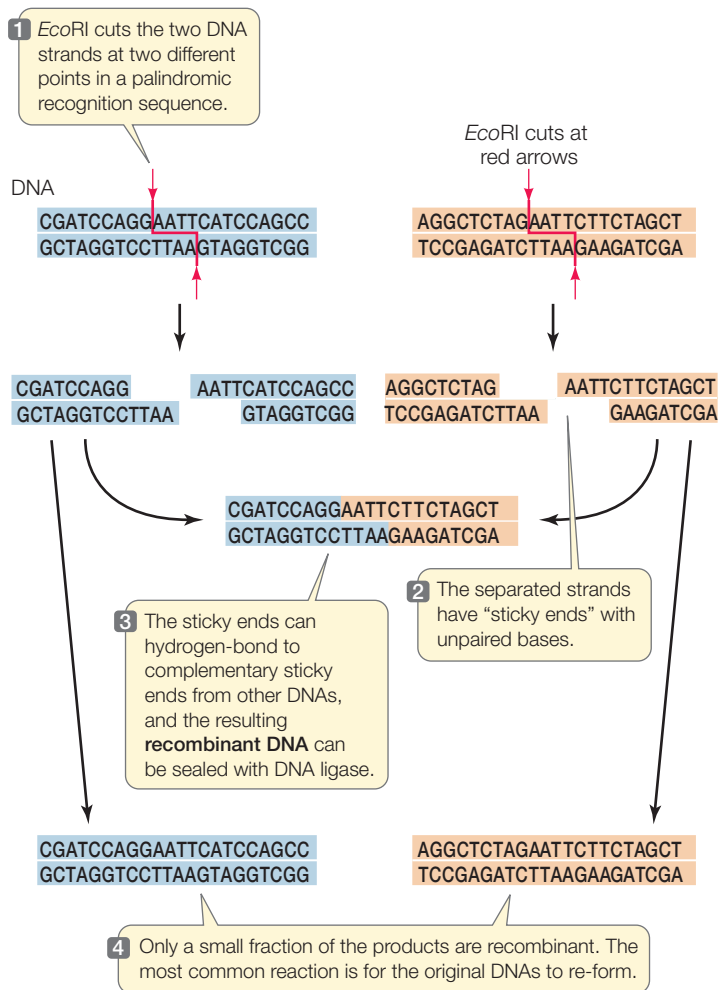 1 EcoRI cuts the two DNA
strands at two different
points in a palindromic
recognition sequence.
EcoRI cuts at
red arrows
DNA
CGATCCAGGAATTCATCCAGCC
GCTAGGTCCTTAAGTAGGTCGG
AGGCTCTAGAATTCTTCTAGCT
TCCGAGATCTTAAGAAGATCGA
CGATCCAGG
GCTAGGTCCTTAA
AATTCATCCAGCC
GTAGGTCGG
AGGCTCTAG
TCCGAGATCTTAA
AATTCTTCTAGCT
GAAGATCGA
CGATCCAGGAATTCTTCTAGCT
GCTAGGTCCTTAAGAAGATCGA
2 The separated strands
have “sticky ends” with
unpaired bases.
3 The sticky ends can
hydrogen-bond to
complementary sticky
ends from other DNAs,
and the resulting
recombinant DNA can
be sealed with DNA ligase.
CGATCCAGGAATTCATCCAGCC
GCTAGGTCCTTAAGTAGGTCGG
AGGCTCTAGAATTCTTCTAGCT
TCCGAGATCTTAAGAAGATCGA
4 Only a small fraction of the products are recombinant. The
most common reaction is for the original DNAs to re-form.